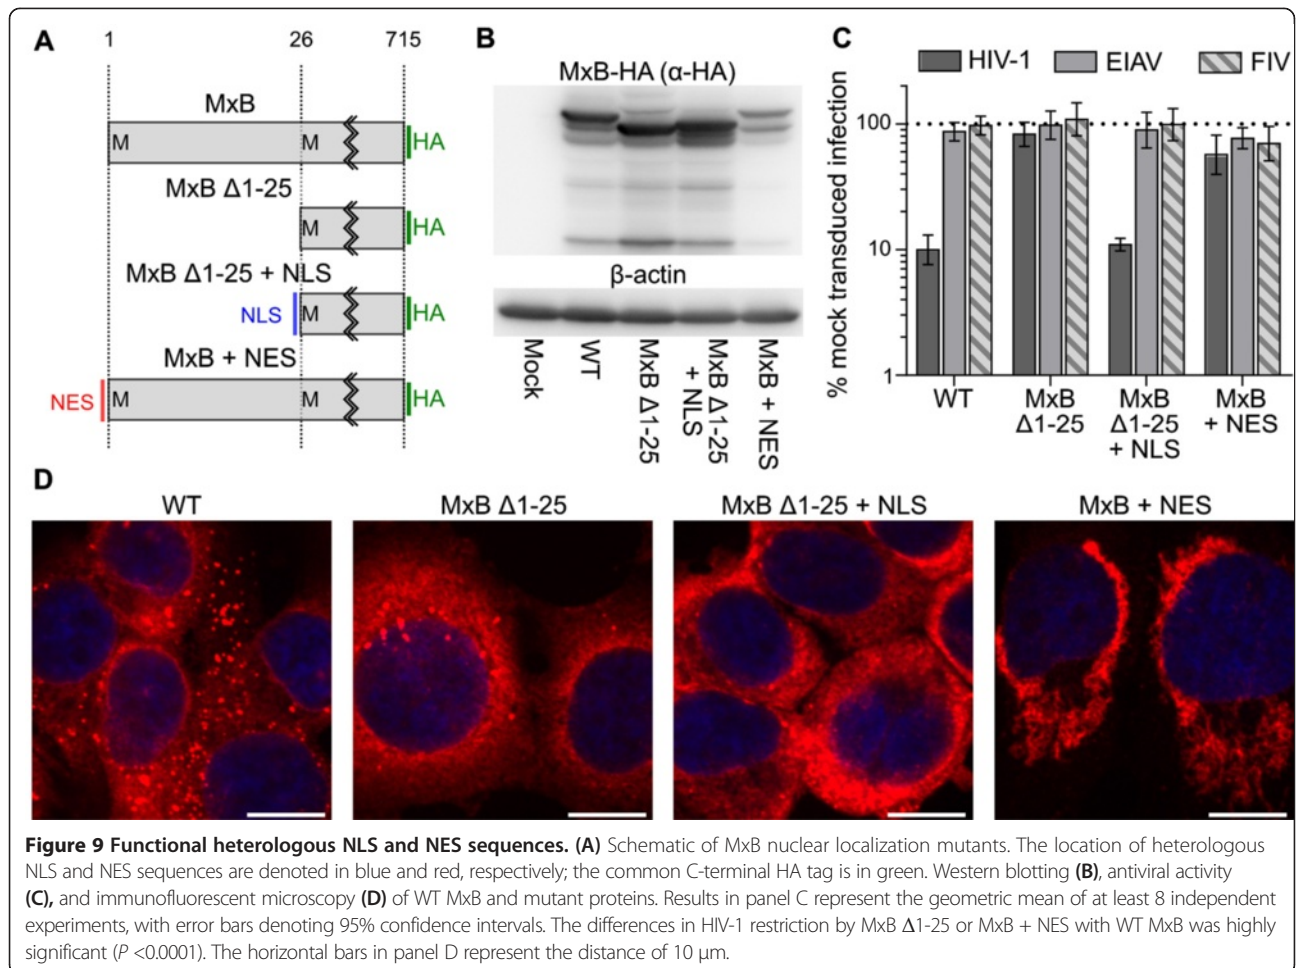 A
1 26 715
MxB
M M HA
MxB Δ1-25
M HA
MxB Δ1-25 + NLS
NLS M HA
MxB + NES
NES M M HA
B
MxB-HA (α-HA)
β-actin
Mock
WT
MxB Δ1-25
MxB Δ1-25
+ NLS
MxB + NES
C
HIV-1 EIAV FIV
% mock transduced infection
100
10
1
WT
MxB
Δ1-25
MxB
Δ1-25
+ NLS
MxB
+ NES
D
WT MxB Δ1-25 MxB Δ1-25 + NLS MxB + NES
Figure 9 Functional heterologous NLS and NES sequences. (A) Schematic of MxB nuclear localization mutants. The location of heterologous
NLS and NES sequences are denoted in blue and red, respectively; the common C-terminal HA tag is in green. Western blotting (B), antiviral activity
(C), and immunofluorescent microscopy (D) of WT MxB and mutant proteins. Results in panel C represent the geometric mean of at least 8 independent
experiments, with error bars denoting 95% confidence intervals. The differences in HIV-1 restriction by MxB Δ1-25 or MxB + NES with WT MxB was highly
significant (P <0.0001). The horizontal bars in panel D represent the distance of 10 μm.